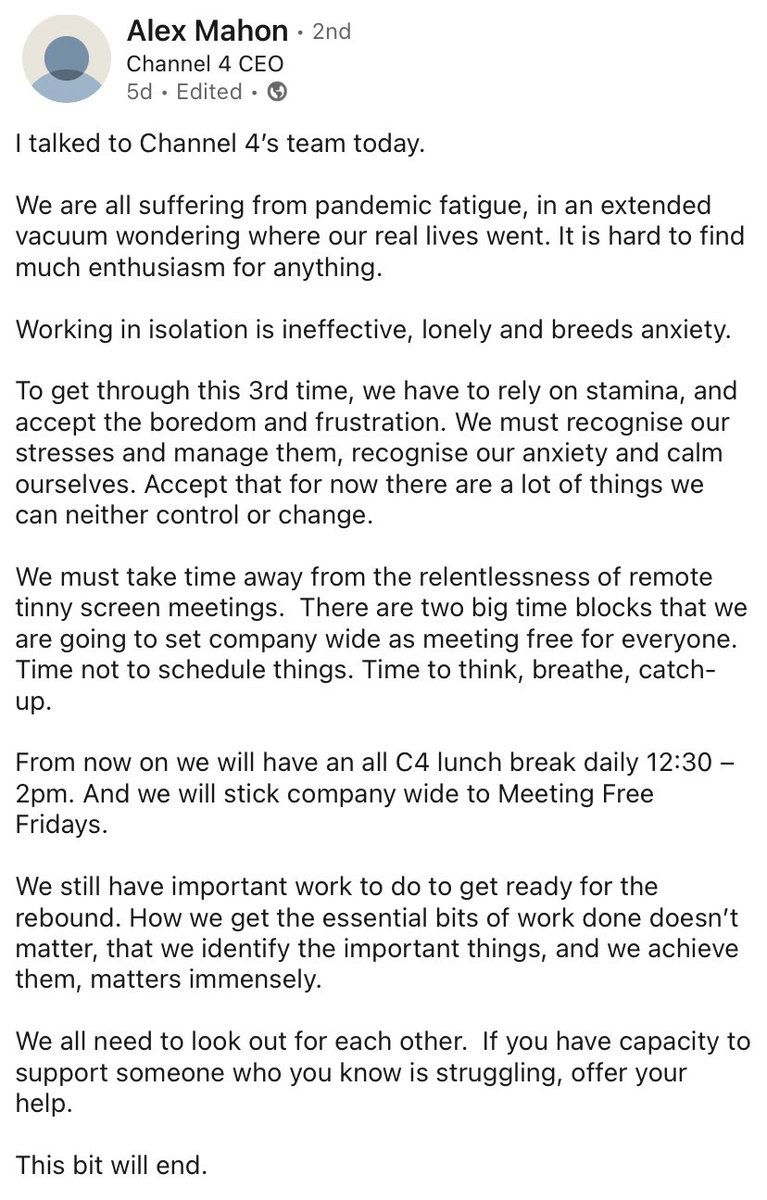 Alex Mahon • 2nd
Channel 4 CEO
5d • Edited •
I talked to Channel 4’s team today.
We are all suffering from pandemic fatigue, in an extended
vacuum wondering where our real lives went. It is hard to find
much enthusiasm for anything.
Working in isolation is ineffective, lonely and breeds anxiety.
To get through this 3rd time, we have to rely on stamina, and
accept the boredom and frustration. We must recognise our
stresses and manage them, recognise our anxiety and calm
ourselves. Accept that for now there are a lot of things we
can neither control or change.
We must take time away from the relentlessness of remote
tinny screen meetings.  There are two big time blocks that we
are going to set company wide as meeting free for everyone.
Time not to schedule things. Time to think, breathe, catch-
up.
From now on we will have an all C4 lunch break daily 12:30 –
2pm. And we will stick company wide to Meeting Free
Fridays.
We still have important work to do to get ready for the
rebound. How we get the essential bits of work done doesn’t
matter, that we identify the important things, and we achieve
them, matters immensely.
We all need to look out for each other.  If you have capacity to
support someone who you know is struggling, offer your
help.
This bit will end.